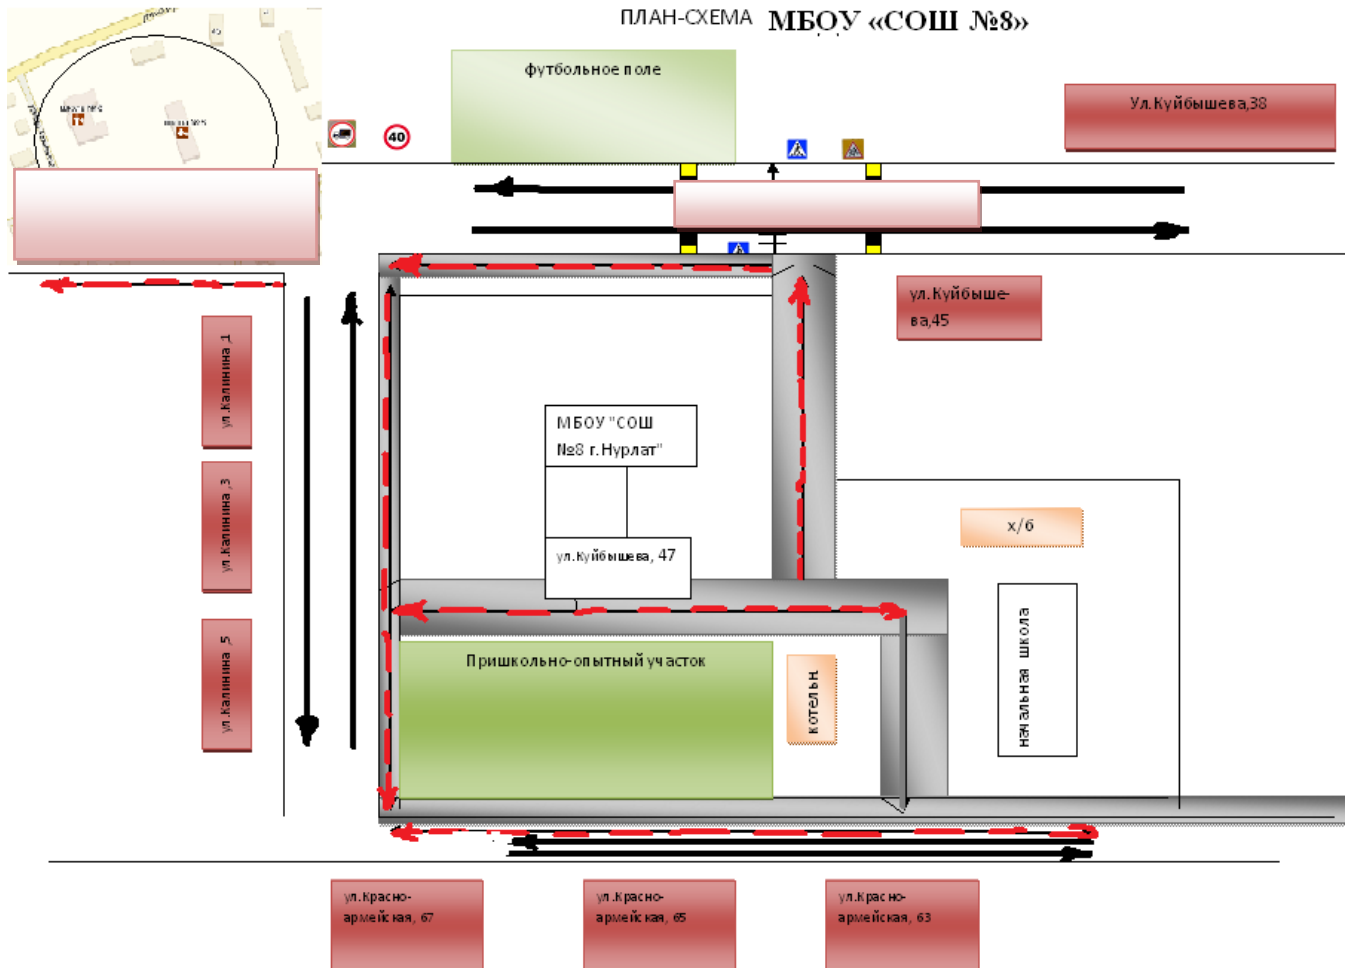 ПЛАН-СХЕМА МБОУ «СОШ №8»
футбольное поле
Ул.Куйбышева,38
40
ул.Куйбыше-
ва,45
ул.Калинина ,1
ул.Калинина ,3
ул.Калинина ,5
МБОУ "СОШ
№8 г.Нурлат"
ул.Куйбышева, 47
х/б
начальная школа
Пришкольно-опытный участок
котельн.
ул.Красно-
армейская, 67
ул.Красно-
армейская, 65
ул.Красно-
армейская, 63